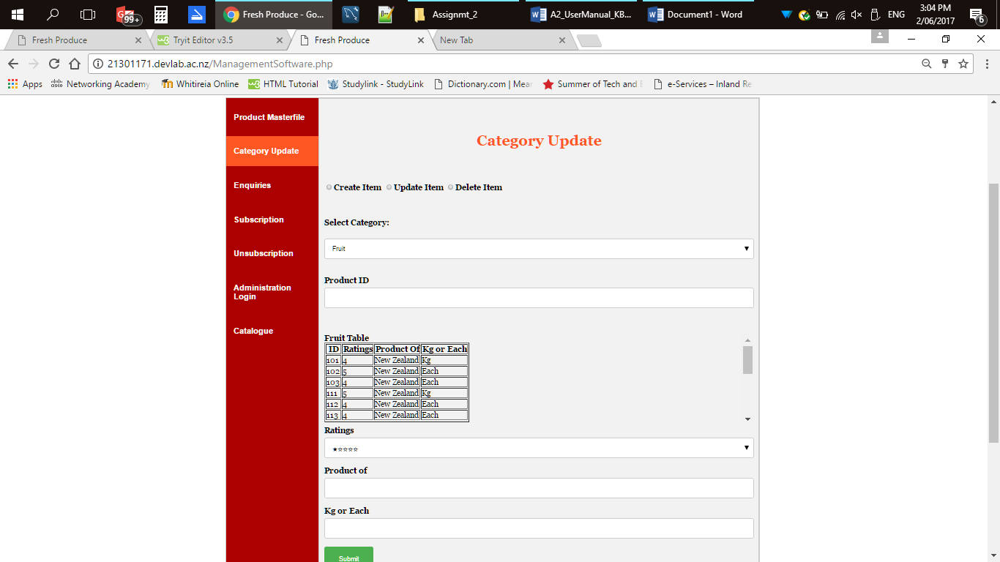 99+
Fresh Produce - Go...
Assignmt_2
A2_UserManual_KB...
Document1 - Word
ENG
3:04 PM
2/06/2017
6
Fresh Produce
Tryit Editor v3.5
Fresh Produce
New Tab
21301171.devlab.ac.nz/ManagementSoftware.php
Apps
Networking Academy
Whitireia Online
HTML Tutorial
Studylink - StudyLink
Dictionary.com | Mear
Summer of Tech and E
e-Services – Inland Re
Product Masterfile
Category Update
Enquiries
Subscription
Unsubscription
Administration
Login
Catalogue
Category Update
Create Item Update Item Delete Item
Select Category:
Fruit
Product ID
Fruit Table
ID Ratings Product Of Kg or Each
101 4 New Zealand Kg
102 5 New Zealand Each
103 4 New Zealand Each
111 5 New Zealand Kg
112 4 New Zealand Each
113 4 New Zealand Each
Ratings
★☆☆☆☆
Product of
Kg or Each
Submit